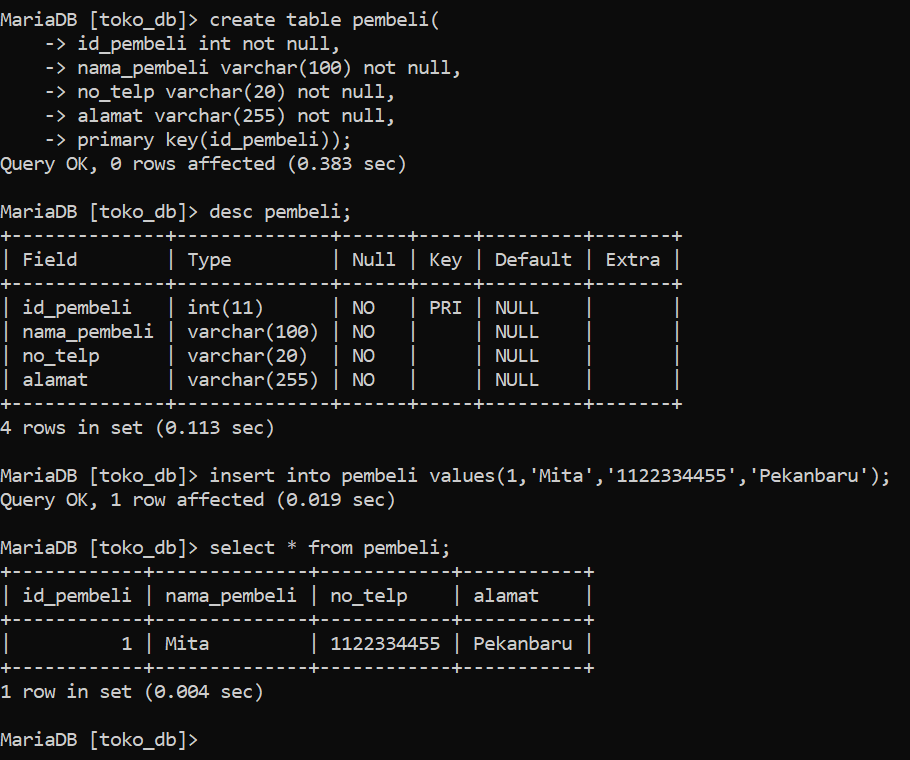 MariaDB [toko_db]> create table pembeli(
    -> id_pembeli int not null,
    -> nama_pembeli varchar(100) not null,
    -> no_telp varchar(20) not null,
    -> alamat varchar(255) not null,
    -> primary key(id_pembeli));
Query OK, 0 rows affected (0.383 sec)

MariaDB [toko_db]> desc pembeli;
+--------------+--------------+------+-----+---------+-------+
| Field        | Type         | Null | Key | Default | Extra |
+--------------+--------------+------+-----+---------+-------+
| id_pembeli   | int(11)      | NO   | PRI | NULL    |       |
| nama_pembeli | varchar(100) | NO   |     | NULL    |       |
| no_telp      | varchar(20)  | NO   |     | NULL    |       |
| alamat       | varchar(255) | NO   |     | NULL    |       |
+--------------+--------------+------+-----+---------+-------+
4 rows in set (0.113 sec)

MariaDB [toko_db]> insert into pembeli values(1,'Mita','1122334455','Pekanbaru');
Query OK, 1 row affected (0.019 sec)

MariaDB [toko_db]> select * from pembeli;
+------------+--------------+------------+-----------+
| id_pembeli | nama_pembeli | no_telp    | alamat    |
+------------+--------------+------------+-----------+
|          1 | Mita         | 1122334455 | Pekanbaru |
+------------+--------------+------------+-----------+
1 row in set (0.004 sec)

MariaDB [toko_db]>